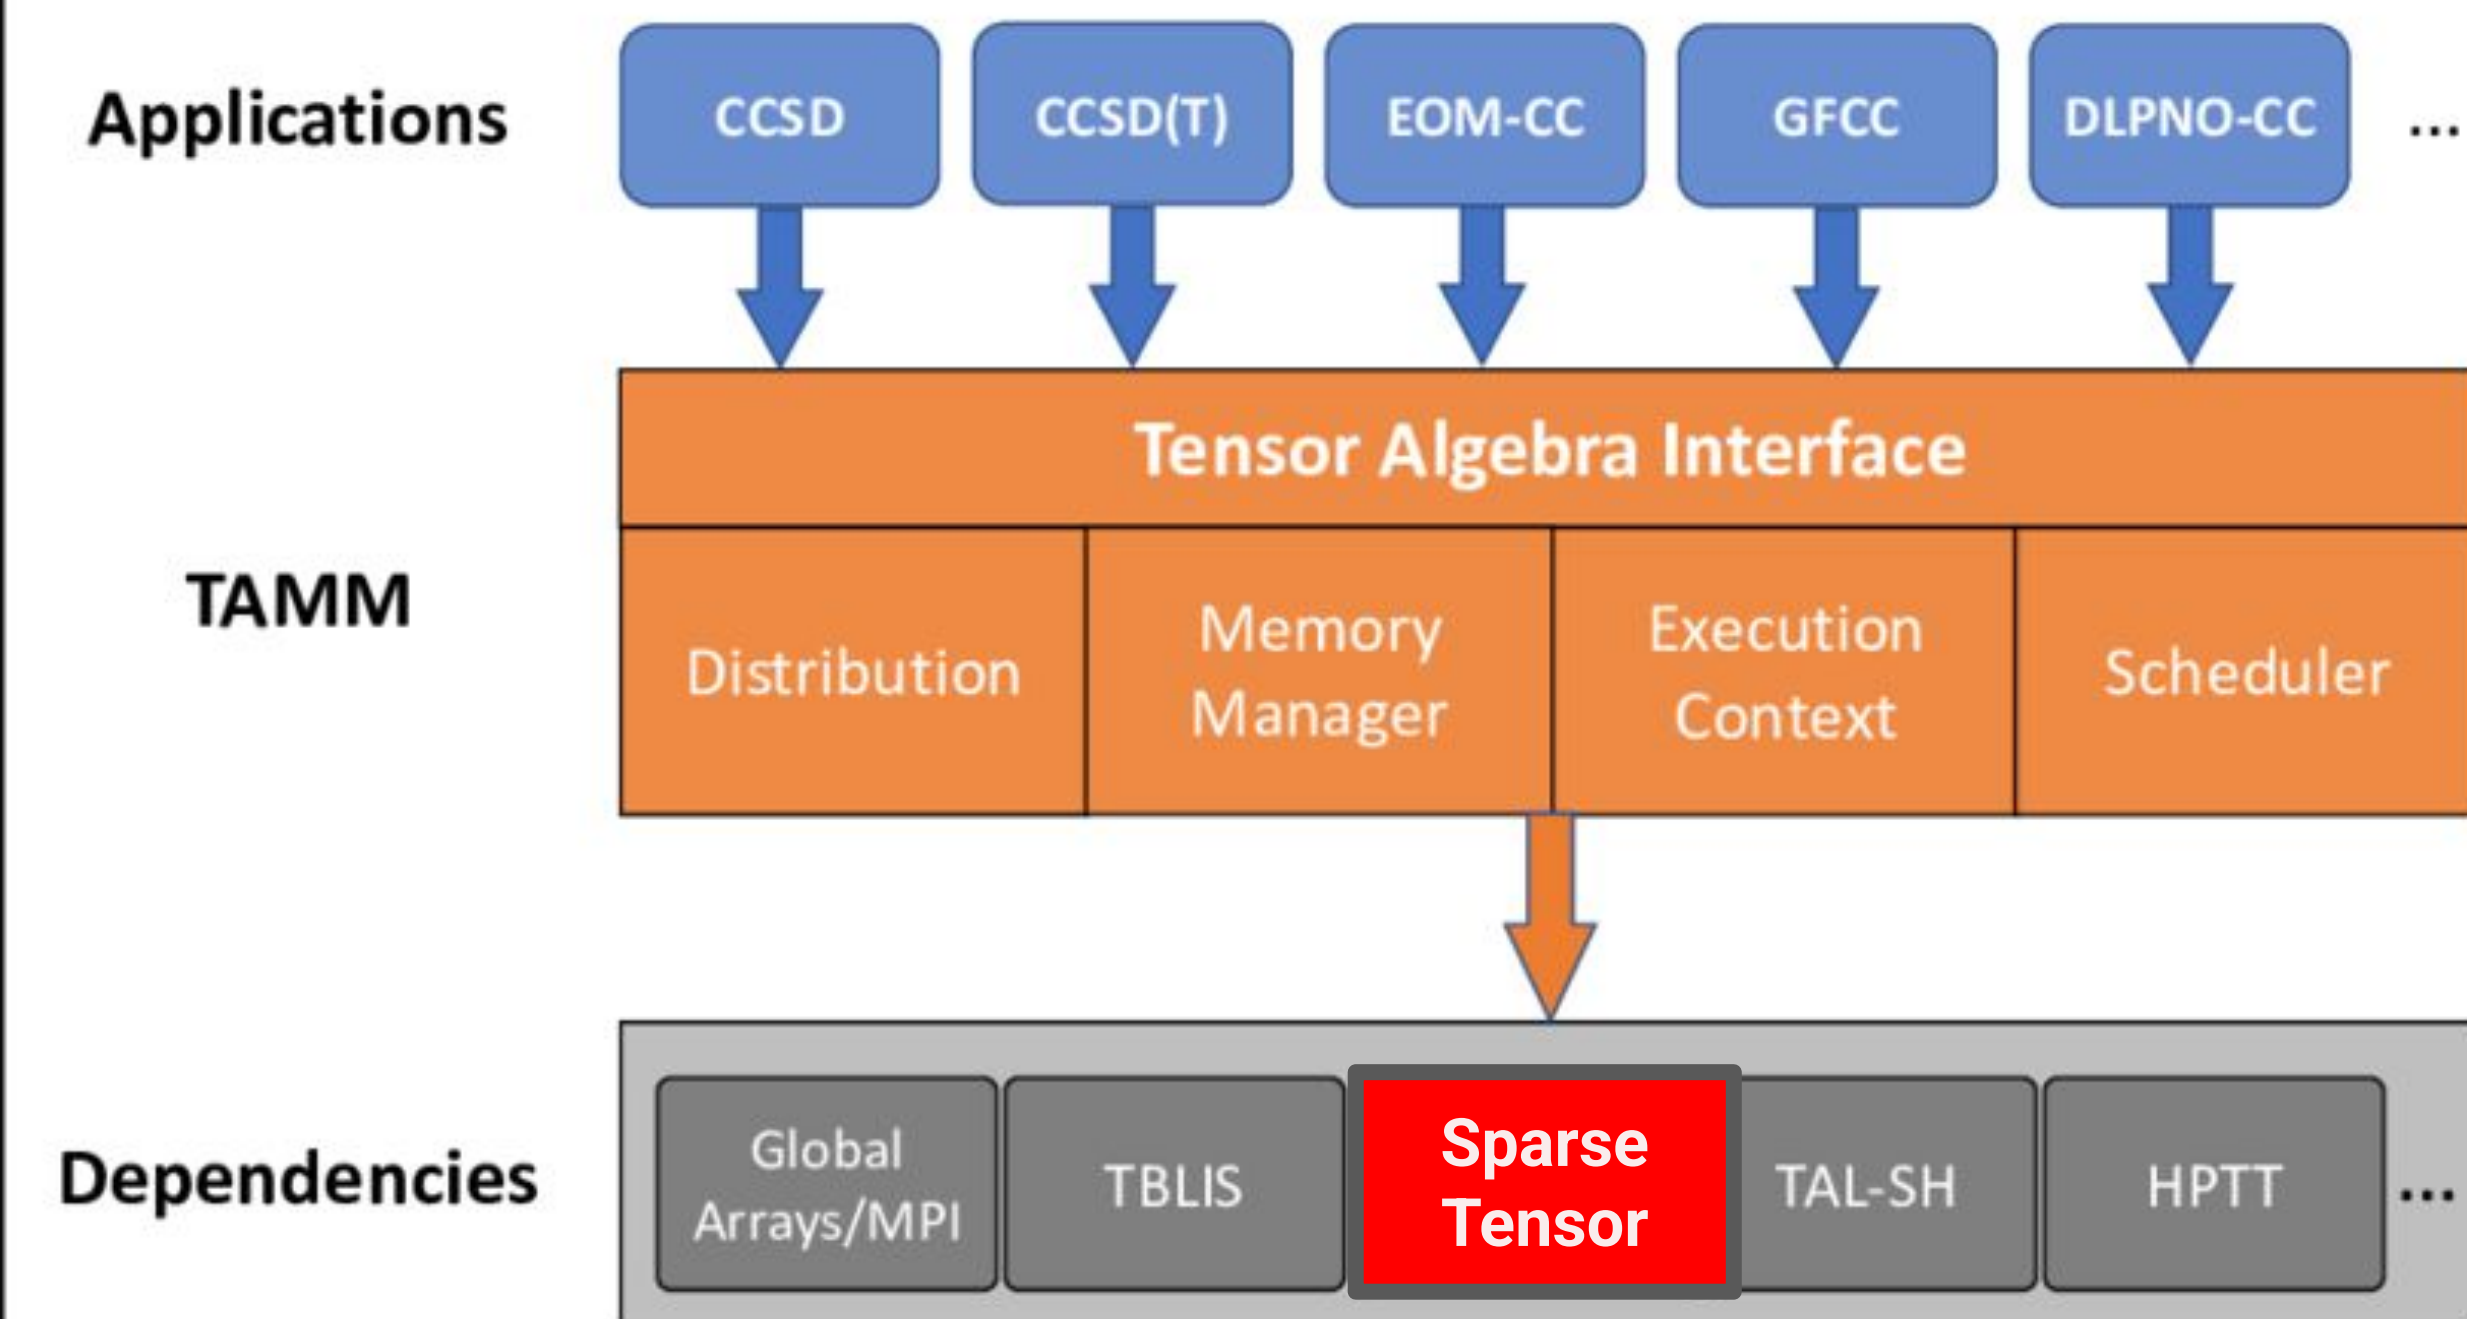 Applications
CCSD
CCSD(T)
EOM-CC
GFCC
DLPNO-CC
...
Tensor Algebra Interface
TAMM
Distribution
Memory
Manager
Execution
Context
Scheduler
Dependencies
Global
Arrays/MPI
TBLIS
Sparse
Tensor
TAL-SH
HPTT
...